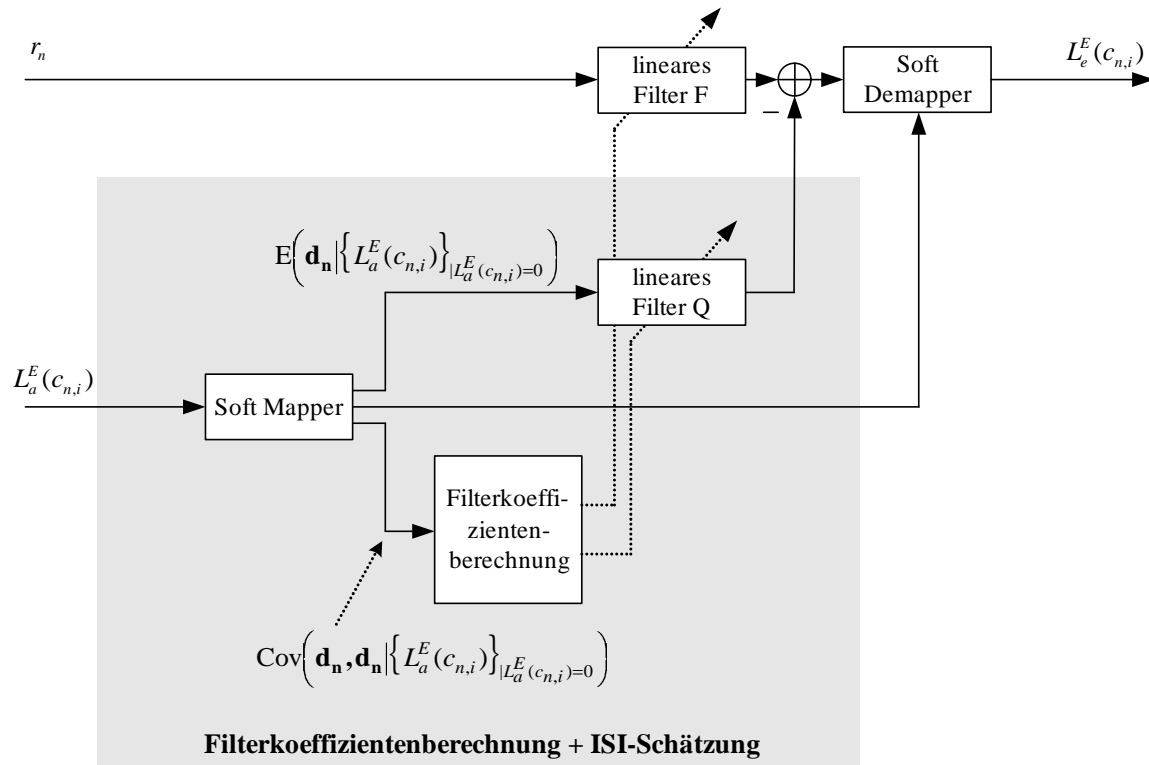 r_n
lineares
Filter F
−
Soft
Demapper
L_e^E(c_{n,i})
E(d_n|{L_a^E(c_{n,i})}_{|L_a^E(c_{n,i})=0})
lineares
Filter Q
L_a^E(c_{n,i})
Soft Mapper
Filterkoeffi-
zienten-
berechnung
Cov(d_n,d_n|{L_a^E(c_{n,i})}_{|L_a^E(c_{n,i})=0})
Filterkoeffizientenberechnung + ISI-Schätzung